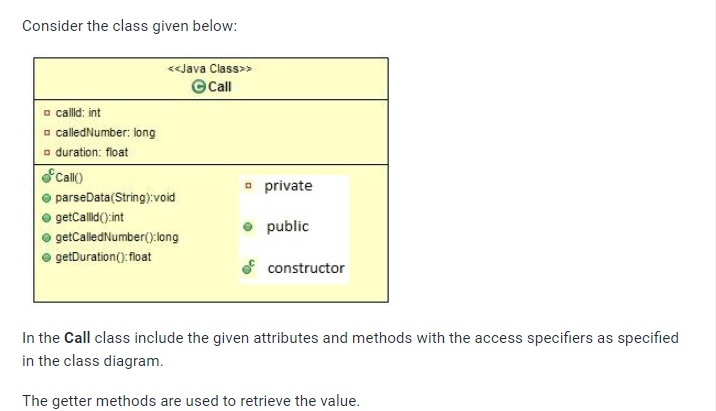 Consider the class given below:
<<Java Class>>
C Call
callId: int
calledNumber: long
duration: float
C Call()
parseData(String):void
getCallId():int
getCalledNumber():long
getDuration():float
private
public
C constructor
In the Call class include the given attributes and methods with the access specifiers as specified
in the class diagram.
The getter methods are used to retrieve the value.